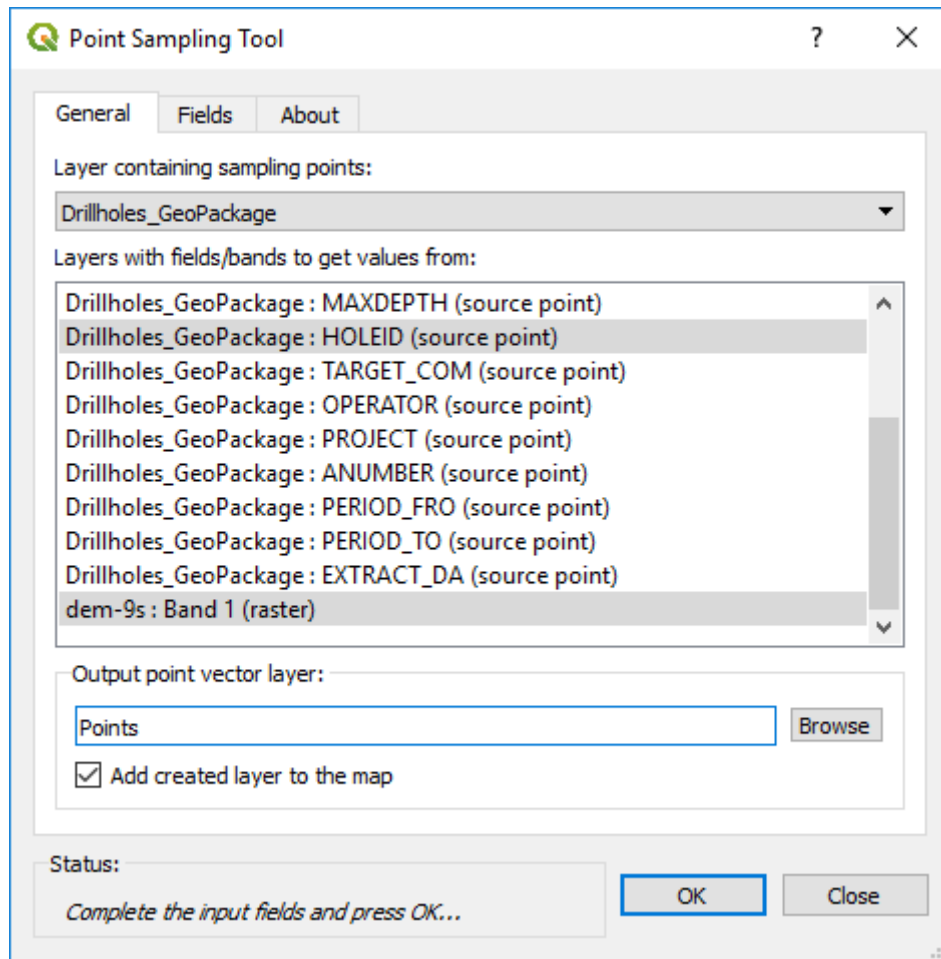 Point Sampling Tool
General Fields About
Layer containing sampling points:
Drillholes_GeoPackage
Layers with fields/bands to get values from:
Drillholes_GeoPackage : MAXDEPTH (source point)
Drillholes_GeoPackage : HOLEID (source point)
Drillholes_GeoPackage : TARGET_COM (source point)
Drillholes_GeoPackage : OPERATOR (source point)
Drillholes_GeoPackage : PROJECT (source point)
Drillholes_GeoPackage : ANUMBER (source point)
Drillholes_GeoPackage : PERIOD_FRO (source point)
Drillholes_GeoPackage : PERIOD_TO (source point)
Drillholes_GeoPackage : EXTRACT_DA (source point)
dem-9s : Band 1 (raster)
Output point vector layer:
Points Browse
Add created layer to the map
Status:
Complete the input fields and press OK...
OK Close